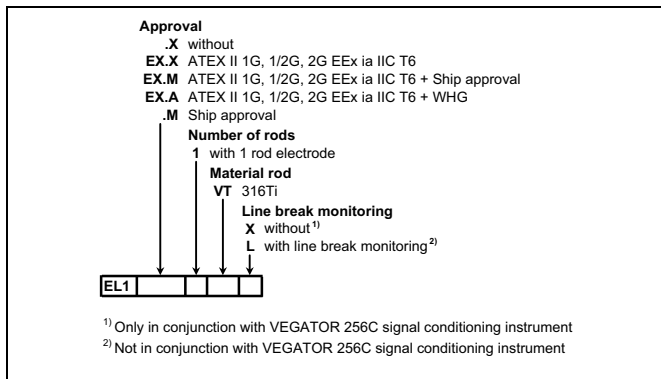 Approval
.X without
EX.X ATEX II 1G, 1/2G, 2G EEx ia IIC T6
EX.M ATEX II 1G, 1/2G, 2G EEx ia IIC T6 + Ship approval
EX.A ATEX II 1G, 1/2G, 2G EEx ia IIC T6 + WHG
.M Ship approval
Number of rods
1 with 1 rod electrode
Material rod
VT 316Ti
Line break monitoring
X without 1)
L with line break monitoring 2)
EL1
1) Only in conjunction with VEGATOR 256C signal conditioning instrument
2) Not in conjunction with VEGATOR 256C signal conditioning instrument